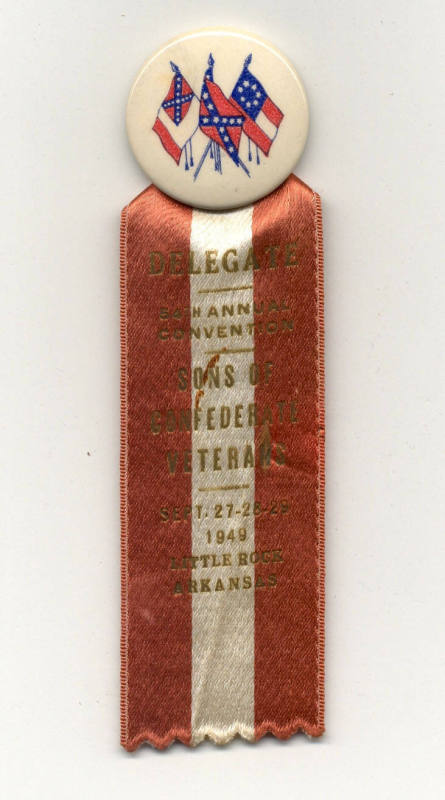 DELEGATE
54TH ANNUAL
CONVENTION
SONS OF
CONFEDERATE
VETERANS
SEPT. 27-28-29
1949
LITTLE ROCK
ARKANSAS